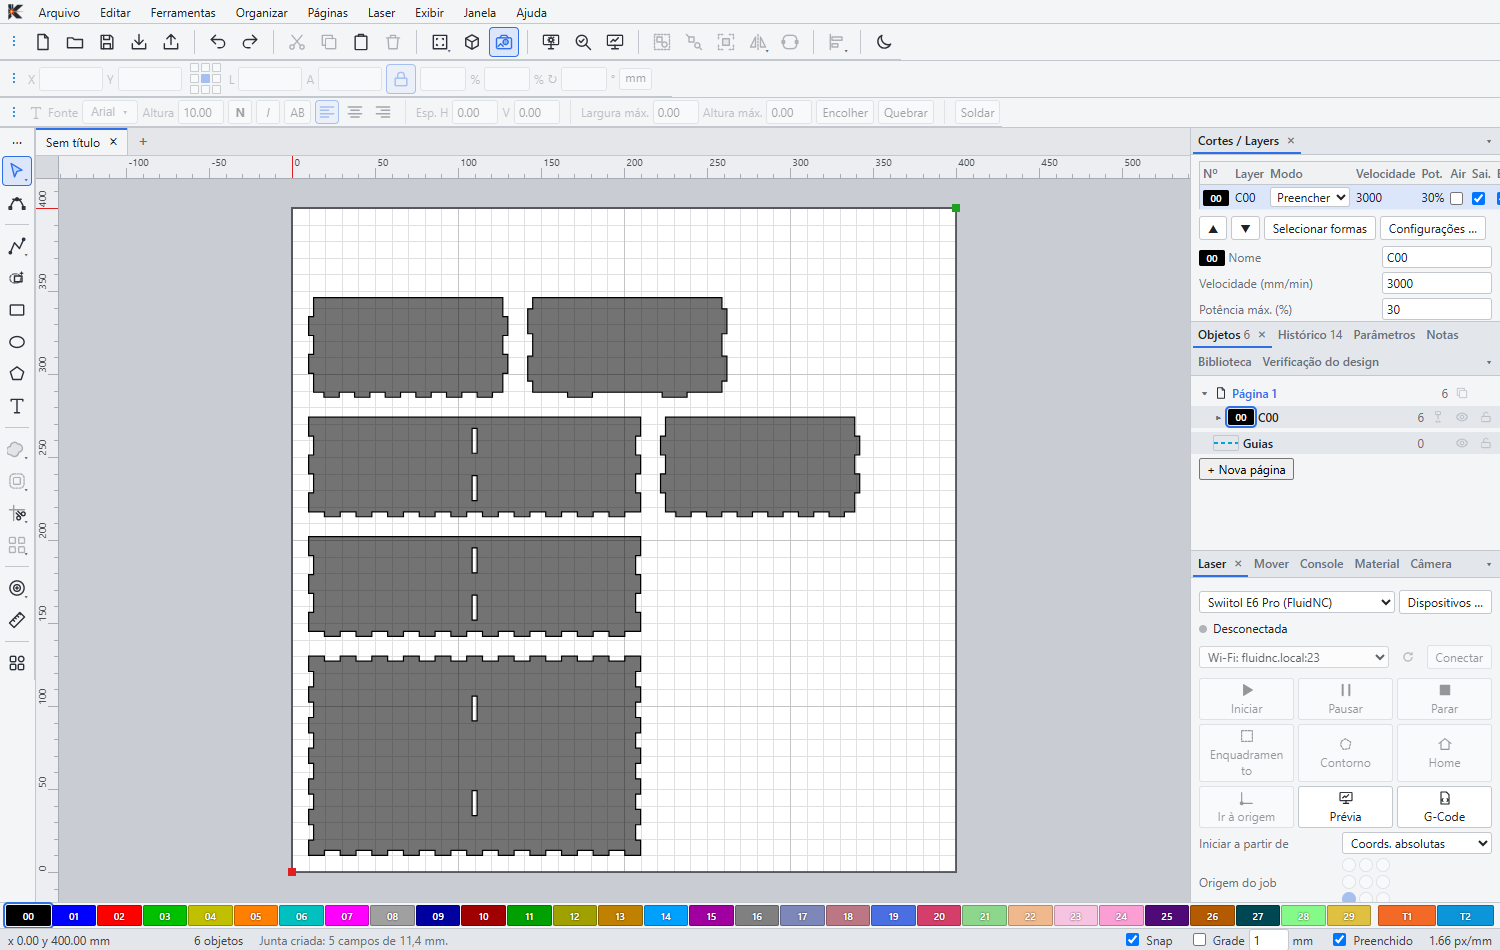 Arquivo Editar Ferramentas Organizar Páginas Laser Exibir Janela Ajuda
X Y L A % % ° mm
Fonte Arial Altura 10.00 N I AB Esp. H 0.00 V 0.00 Largura máx. 0.00 Altura máx. 0.00 Encolher Quebrar Soldar
Sem título × +
-100 -50 0 50 100 150 200 250 300 350 400 450 500
400
350
300
250
200
150
100
50
0
Cortes / Layers ×
Nº Layer Modo Velocidade Pot. Air Sai.
00 C00 Preencher 3000 30%
▲ ▼ Selecionar formas Configurações ...
00 Nome C00
Velocidade (mm/min) 3000
Potência máx. (%) 30
Objetos 6 × Histórico 14 Parâmetros Notas
Biblioteca Verificação do design
Página 1 6
00 C00 6
Guias 0
+ Nova página
Laser × Mover Console Material Câmera
Swiitol E6 Pro (FluidNC) Dispositivos ...
Desconectada
Wi-Fi: fluidnc.local:23 Conectar
Iniciar Pausar Parar
Enquadramen
to
Contorno Home
Ir à origem Prévia G-Code
Iniciar a partir de Coords. absolutas
Origem do job
00 01 02 03 04 05 06 07 08 09 10 11 12 13 14 15 16 17 18 19 20 21 22 23 24 25 26 27 28 29 T1 T2
x 0.00 y 400.00 mm 6 objetos Junta criada: 5 campos de 11,4 mm. Snap Grade 1 mm Preenchido 1.66 px/mm